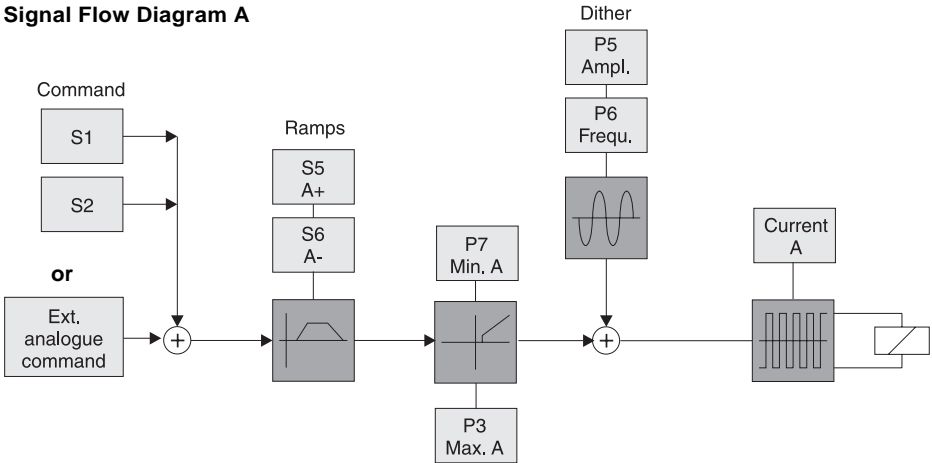 Signal Flow Diagram A
Dither
P5
Ampl.
P6
Frequ.
Command
S1
S2
or
Ext.
analogue
command
+
Ramps
S5
A+
S6
A-
P7
Min. A
P3
Max. A
+
Current
A